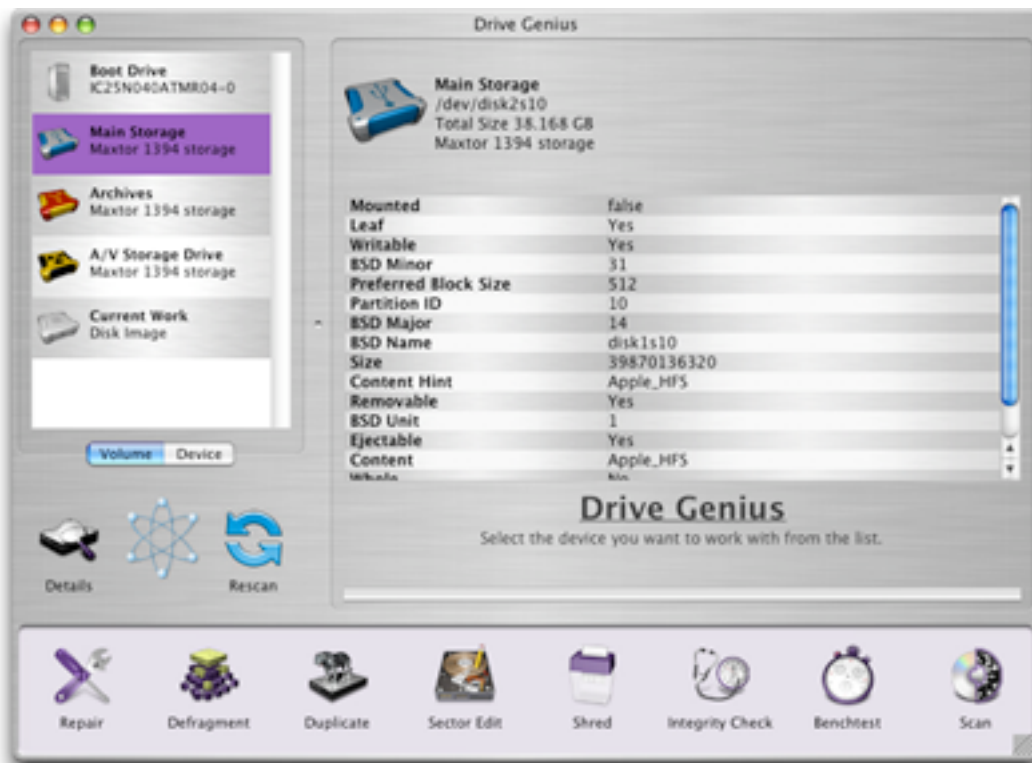 Drive Genius
Boot Drive
IC25N040ATMR04-0
Main Storage
Maxtor 1394 storage
Archives
Maxtor 1394 storage
A/V Storage Drive
Maxtor 1394 storage
Current Work
Disk Image
Volume Device
Details
Rescan
Main Storage
/dev/disk2s10
Total Size 38.168 GB
Maxtor 1394 storage
Mounted false
Leaf Yes
Writable Yes
BSD Minor 31
Preferred Block Size 512
Partition ID 10
BSD Major 14
BSD Name disk1s10
Size 39870136320
Content Hint Apple_HFS
Removable Yes
BSD Unit 1
Ejectable Yes
Content Apple_HFS
Whole No
Drive Genius
Select the device you want to work with from the list.
Repair
Defragment
Duplicate
Sector Edit
Shred
Integrity Check
Benchtest
Scan